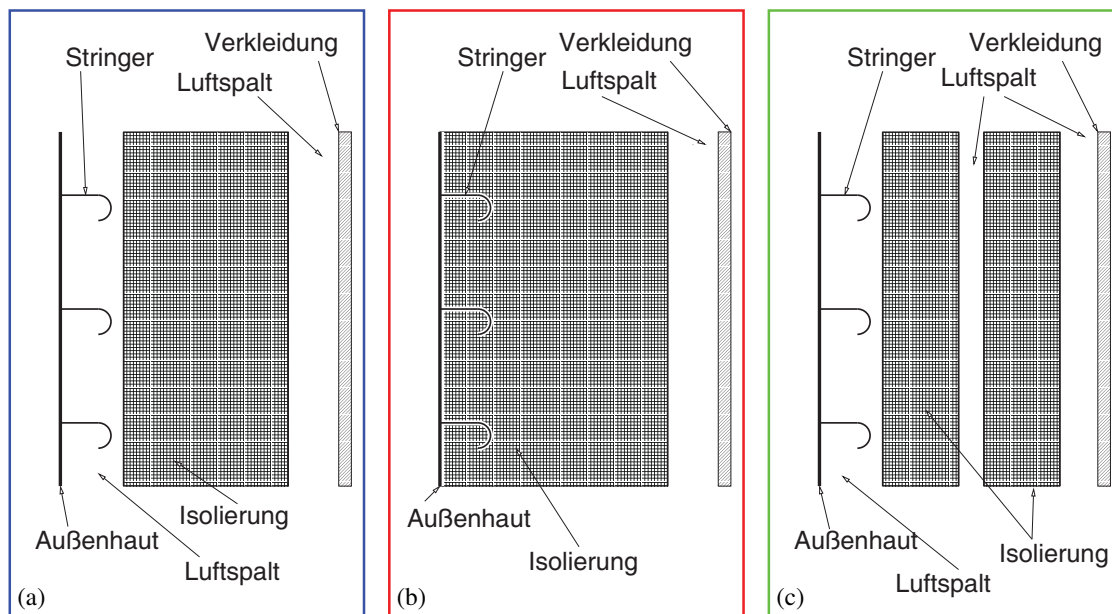 Verkleidung
Stringer
Luftspalt
Isolierung
Außenhaut
Luftspalt
(a)
Verkleidung
Stringer
Luftspalt
Außenhaut
Isolierung
(b)
Verkleidung
Stringer
Luftspalt
Außenhaut
Isolierung
Luftspalt
(c)